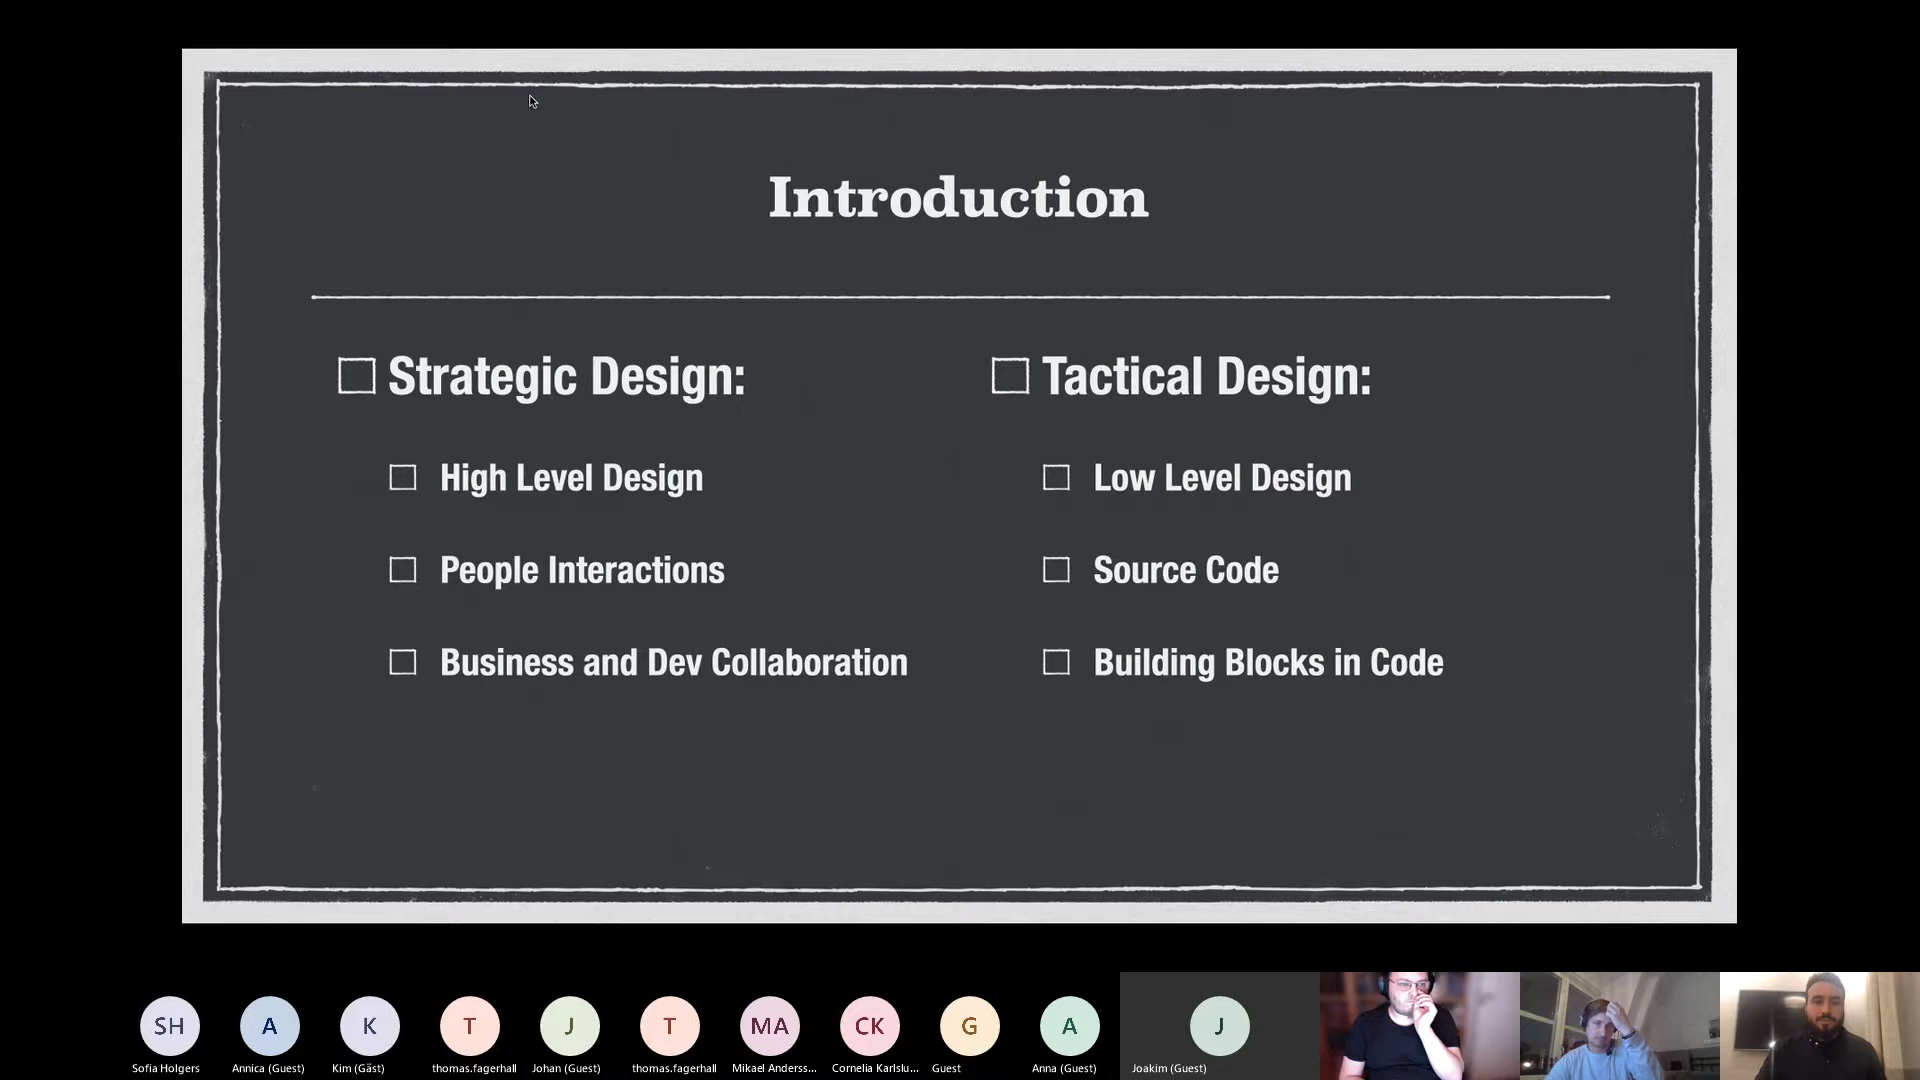 Introduction
Strategic Design:
High Level Design
People Interactions
Business and Dev Collaboration
Tactical Design:
Low Level Design
Source Code
Building Blocks in Code
SH
A
K
T
J
T
MA
CK
G
A
J
Sofia Holgers
Annica (Guest)
Kim (Gäst)
thomas.fagerhall
Johan (Guest)
thomas.fagerhall
Mikael Anderss...
Cornelia Karlslu...
Guest
Anna (Guest)
Joakim (Guest)